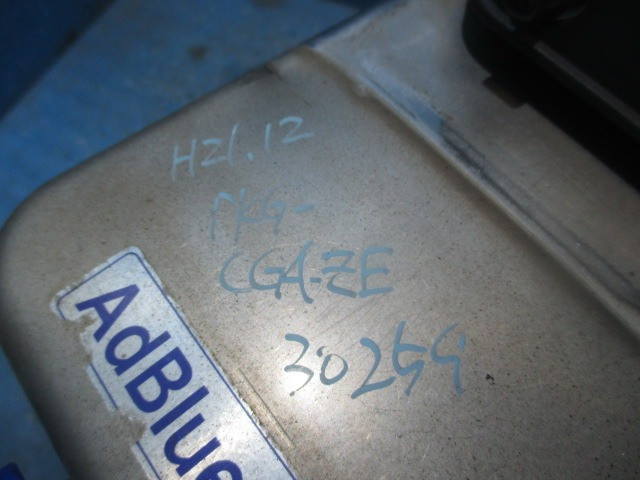 H21.12
PKG-
CG4ZE
30259
AdBlue